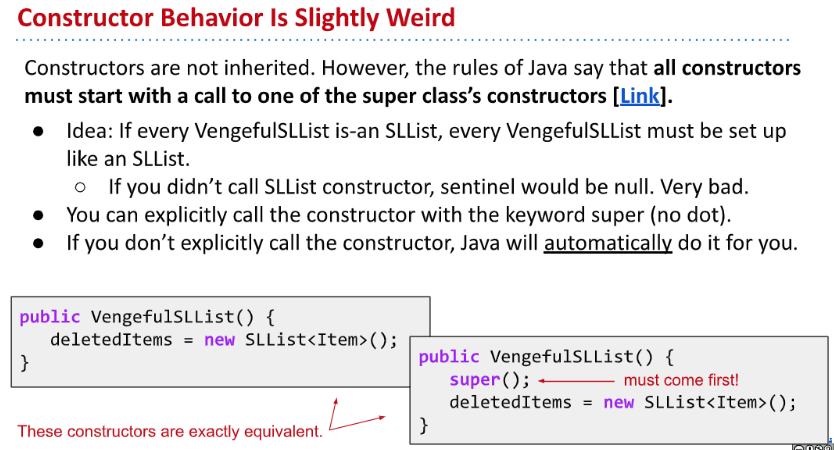 Constructor Behavior Is Slightly Weird
Constructors are not inherited. However, the rules of Java say that all constructors
must start with a call to one of the super class’s constructors [Link].
● Idea: If every VengefulSLList is-an SLList, every VengefulSLList must be set up
like an SLList.
○ If you didn’t call SLList constructor, sentinel would be null. Very bad.
● You can explicitly call the constructor with the keyword super (no dot).
● If you don’t explicitly call the constructor, Java will automatically do it for you.
public VengefulSLList() {
deletedItems = new SLList<Item>();
}
public VengefulSLList() {
super(); must come first!
deletedItems = new SLList<Item>();
}
These constructors are exactly equivalent.